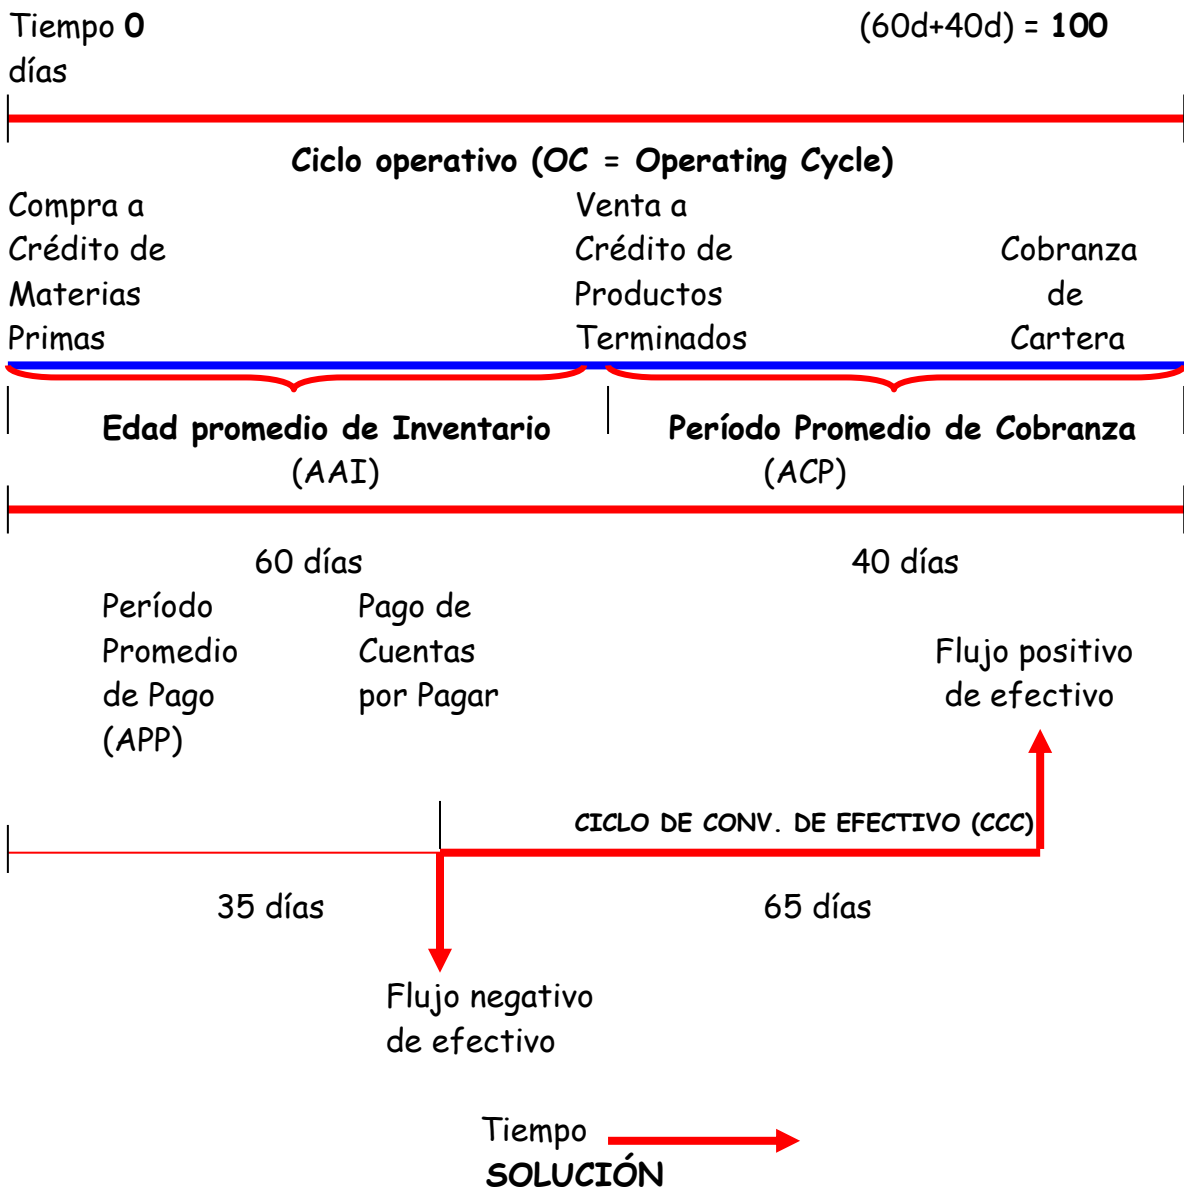 Tiempo 0 (60d+40d) = 100
días
Ciclo operativo (OC = Operating Cycle)
Compra a
Crédito de
Materias
Primas
Venta a
Crédito de
Productos
Terminados
Cobranza
de
Cartera
Edad promedio de Inventario
(AAI)
Período Promedio de Cobranza
(ACP)
60 días
40 días
Período
Promedio
de Pago
(APP)
Pago de
Cuentas
por Pagar
Flujo positivo
de efectivo
CICLO DE CONV. DE EFECTIVO (CCC)
35 días
65 días
Flujo negativo
de efectivo
Tiempo
SOLUCIÓN